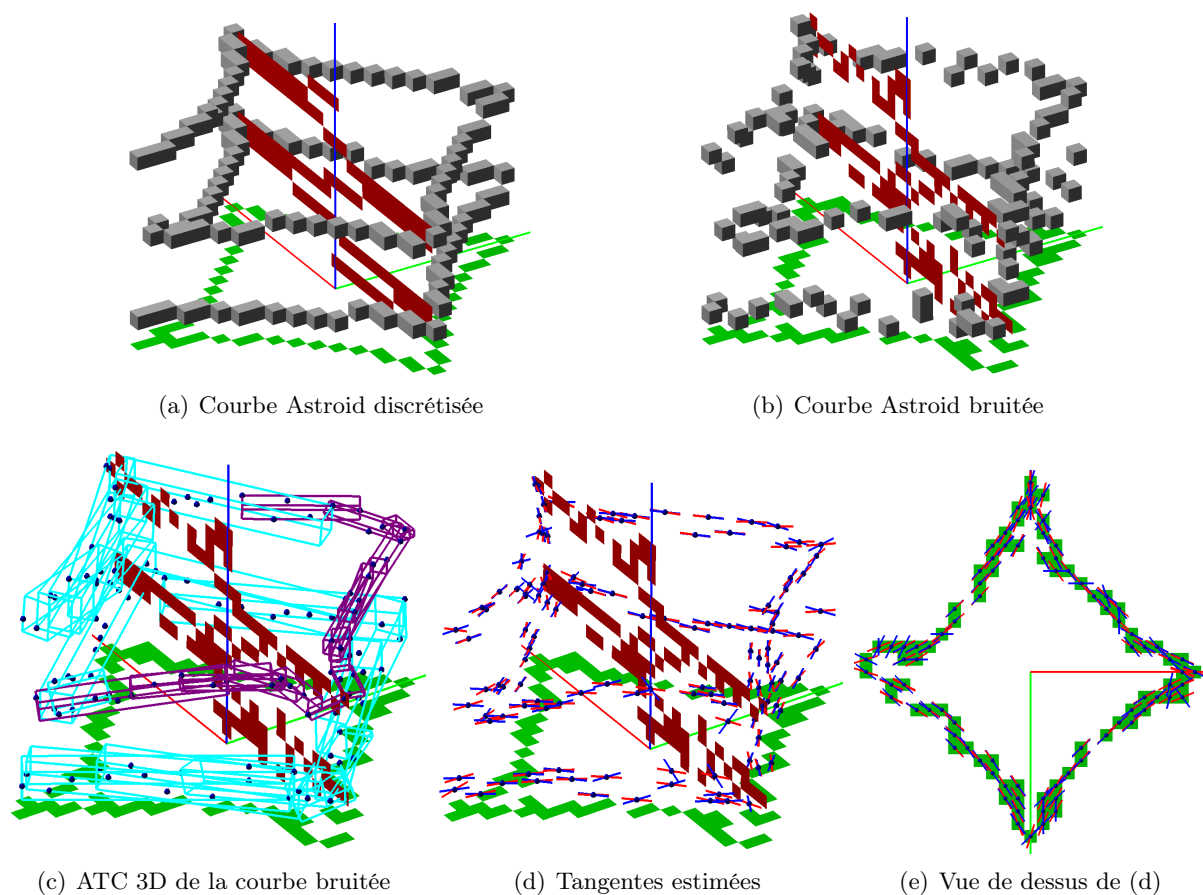 (a) Courbe Astroid discrétisée
(b) Courbe Astroid bruitée
(c) ATC 3D de la courbe bruitée
(d) Tangentes estimées
(e) Vue de dessus de (d)